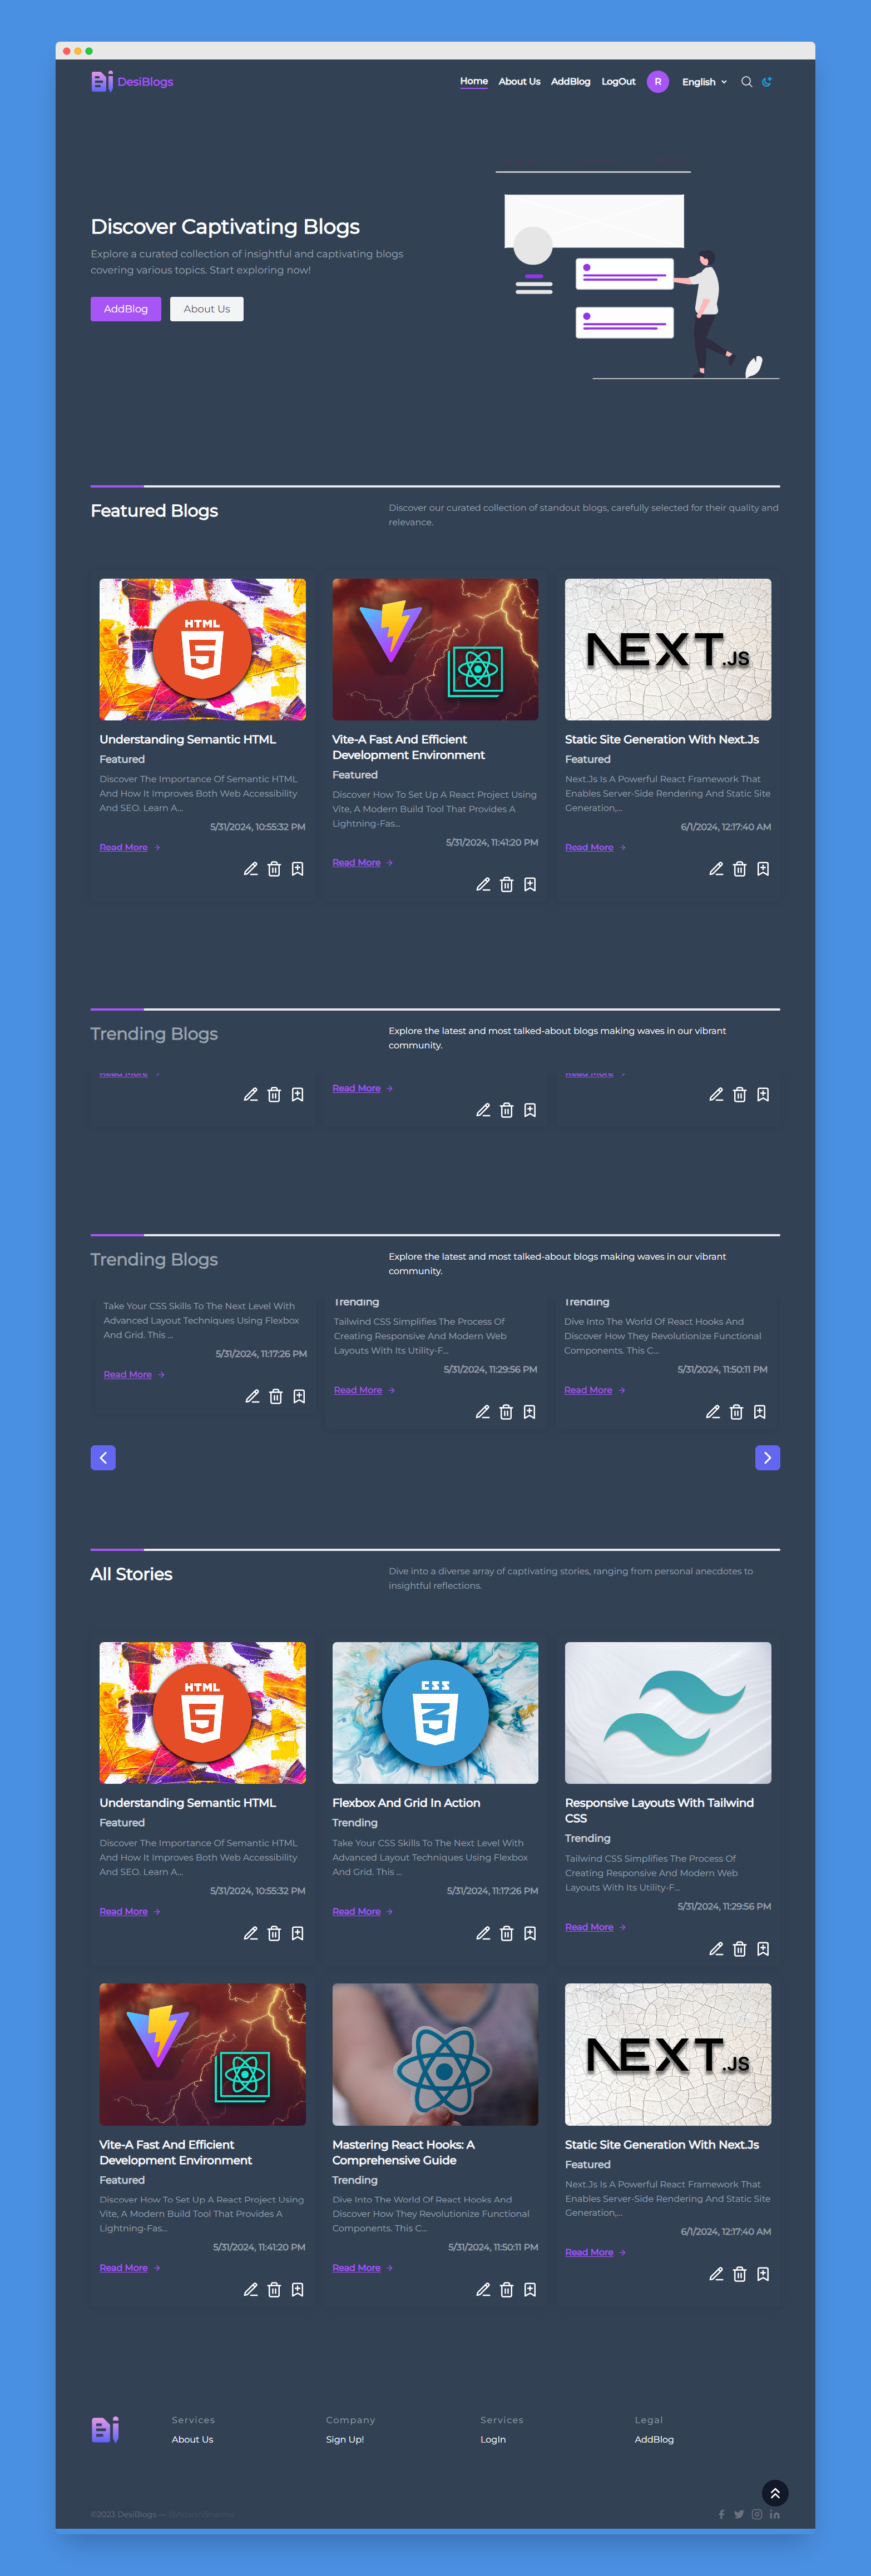 DesiBlogs
Home About Us AddBlog LogOut R English
Discover Captivating Blogs
Explore a curated collection of insightful and captivating blogs
covering various topics. Start exploring now!
AddBlog About Us
Featured Blogs
Discover our curated collection of standout blogs, carefully selected for their quality and
relevance.
HTML
5
Understanding Semantic HTML
Featured
Discover The Importance Of Semantic HTML
And How It Improves Both Web Accessibility
And SEO. Learn A...
5/31/2024, 10:55:32 PM
Read More
Vite-A Fast And Efficient
Development Environment
Featured
Discover How To Set Up A React Project Using
Vite, A Modern Build Tool That Provides A
Lightning-Fas...
5/31/2024, 11:41:20 PM
Read More
NEXT.JS
Static Site Generation With Next.Js
Featured
Next.Js Is A Powerful React Framework That
Enables Server-Side Rendering And Static Site
Generation,...
6/1/2024, 12:17:40 AM
Read More
Trending Blogs
Explore the latest and most talked-about blogs making waves in our vibrant
community.
Read More
Read More
Read More
Trending Blogs
Explore the latest and most talked-about blogs making waves in our vibrant
community.
Take Your CSS Skills To The Next Level With
Advanced Layout Techniques Using Flexbox
And Grid. This ...
5/31/2024, 11:17:26 PM
Read More
Trending
Tailwind CSS Simplifies The Process Of
Creating Responsive And Modern Web
Layouts With Its Utility-F...
5/31/2024, 11:29:56 PM
Read More
Trending
Dive Into The World Of React Hooks And
Discover How They Revolutionize Functional
Components. This C...
5/31/2024, 11:50:11 PM
Read More
All Stories
Dive into a diverse array of captivating stories, ranging from personal anecdotes to
insightful reflections.
HTML
5
Understanding Semantic HTML
Featured
Discover The Importance Of Semantic HTML
And How It Improves Both Web Accessibility
And SEO. Learn A...
5/31/2024, 10:55:32 PM
Read More
CSS
3
Flexbox And Grid In Action
Trending
Take Your CSS Skills To The Next Level With
Advanced Layout Techniques Using Flexbox
And Grid. This ...
5/31/2024, 11:17:26 PM
Read More
Responsive Layouts With Tailwind
CSS
Trending
Tailwind CSS Simplifies The Process Of
Creating Responsive And Modern Web
Layouts With Its Utility-F...
5/31/2024, 11:29:56 PM
Read More
Vite-A Fast And Efficient
Development Environment
Featured
Discover How To Set Up A React Project Using
Vite, A Modern Build Tool That Provides A
Lightning-Fas...
5/31/2024, 11:41:20 PM
Read More
Mastering React Hooks: A
Comprehensive Guide
Trending
Dive Into The World Of React Hooks And
Discover How They Revolutionize Functional
Components. This C...
5/31/2024, 11:50:11 PM
Read More
NEXT.JS
Static Site Generation With Next.Js
Featured
Next.Js Is A Powerful React Framework That
Enables Server-Side Rendering And Static Site
Generation,...
6/1/2024, 12:17:40 AM
Read More
Services Company Services Legal
About Us Sign Up! LogIn AddBlog
©2023 DesiBlogs —